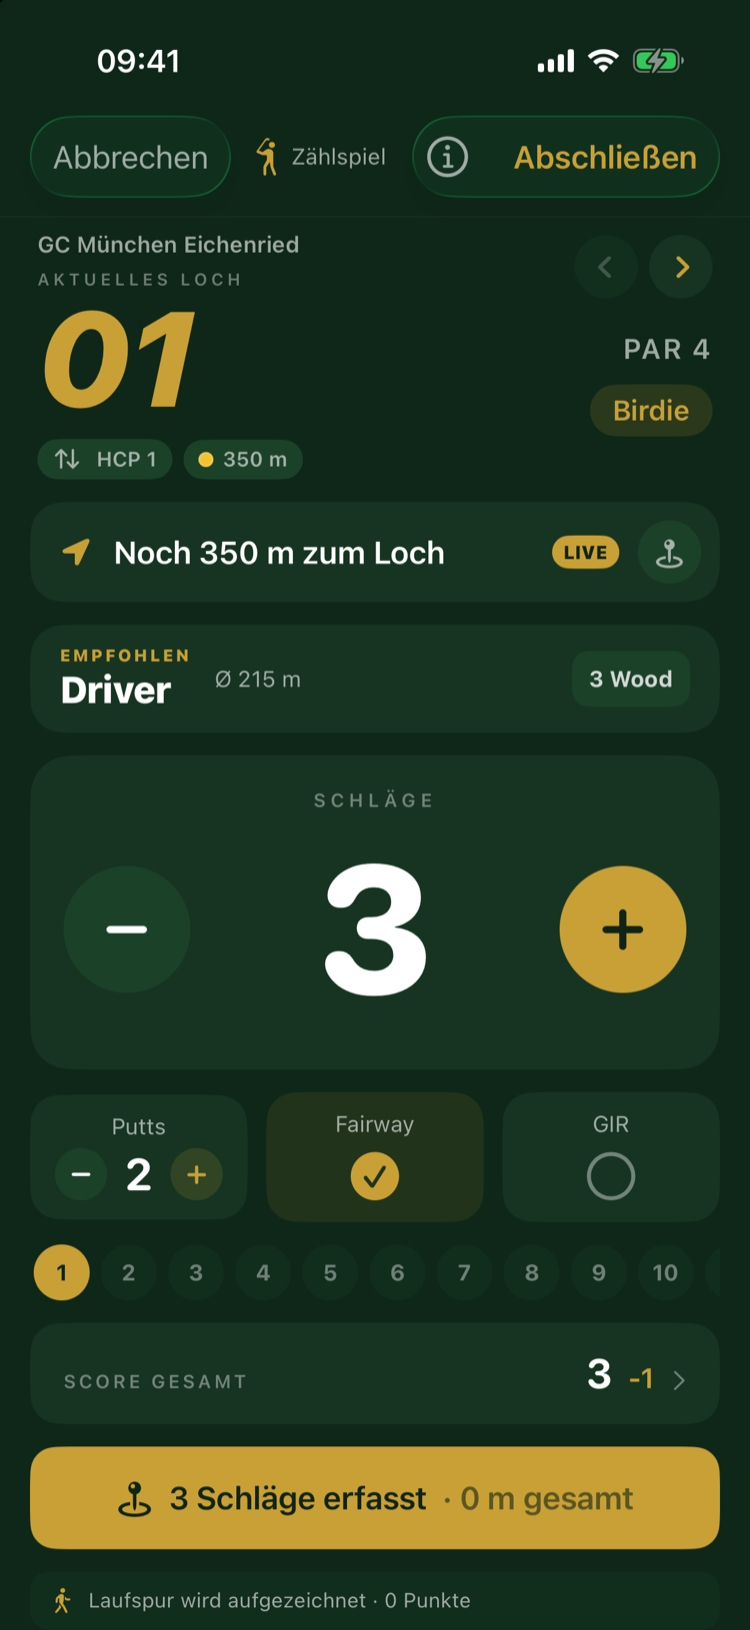 09:41
Abbrechen
Zählspiel
Abschließen
GC München Eichenried
AKTUELLES LOCH
01
PAR 4
Birdie
HCP 1
350 m
Noch 350 m zum Loch
LIVE
EMPFOHLEN
Driver
Ø 215 m
3 Wood
SCHLÄGE
3
Putts
2
Fairway
GIR
1 2 3 4 5 6 7 8 9 10
SCORE GESAMT
3 -1
3 Schläge erfasst · 0 m gesamt
Laufspur wird aufgezeichnet · 0 Punkte